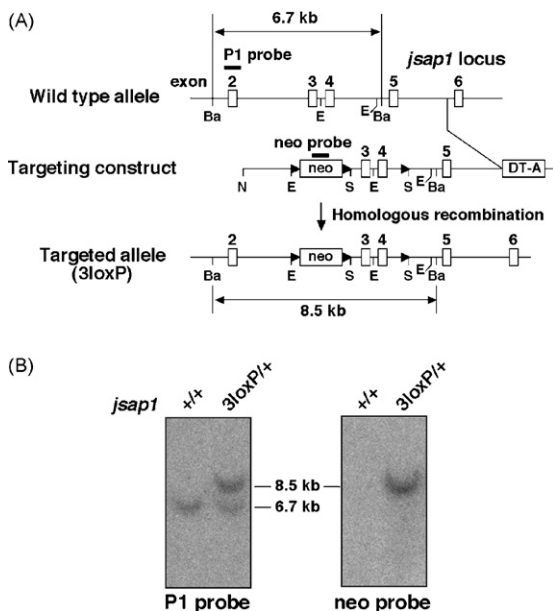 (A)
6.7 kb
P1 probe
jsap1 locus
exon 2 3 4 5 6
Wild type allele
Ba E E Ba
neo probe
3 4 5
Targeting construct
neo
DT-A
N E S E S E Ba
Homologous recombination
2 3 4 5 6
Targeted allele
(3loxP)
neo
Ba E S E S E Ba
8.5 kb
(B)
jsap1 +/+ 3loxP/+ +/+ 3loxP/+
8.5 kb
6.7 kb
P1 probe neo probe